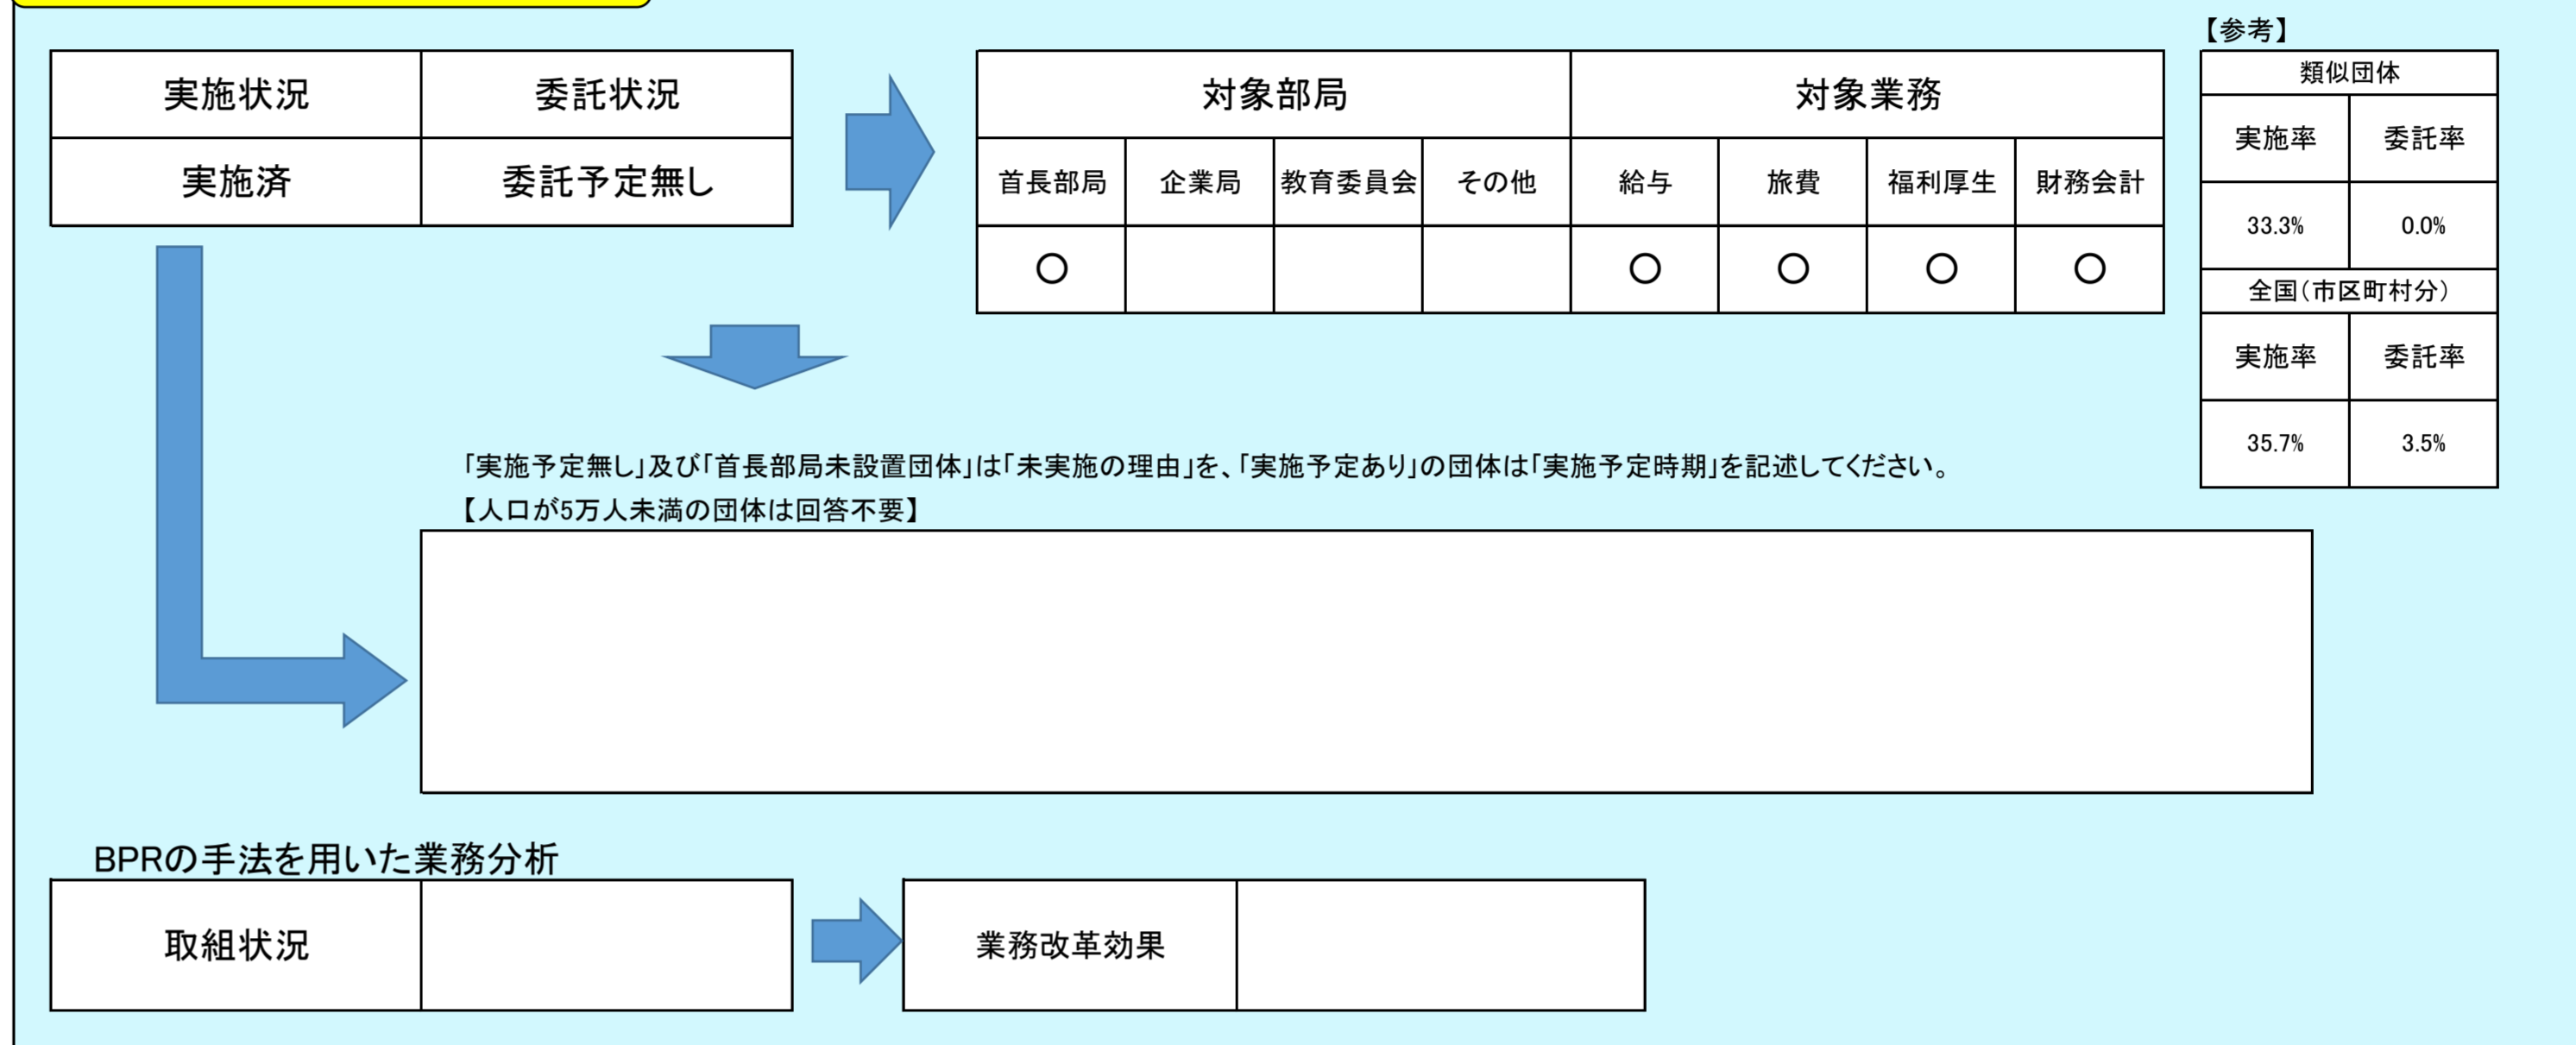 【参考】
実施状況 委託状況
実施済 委託予定無し
対象部局 対象業務
首長部局 企業局 教育委員会 その他 給与 旅費 福利厚生 財務会計
〇 〇 〇 〇 〇
類似団体
実施率 委託率
33.3% 0.0%
全国(市区町村分)
実施率 委託率
35.7% 3.5%
「実施予定無し」及び「首長部局未設置団体」は「未実施の理由」を、「実施予定あり」の団体は「実施予定時期」を記述してください。
【人口が5万人未満の団体は回答不要】
BPRの手法を用いた業務分析
取組状況
業務改革効果